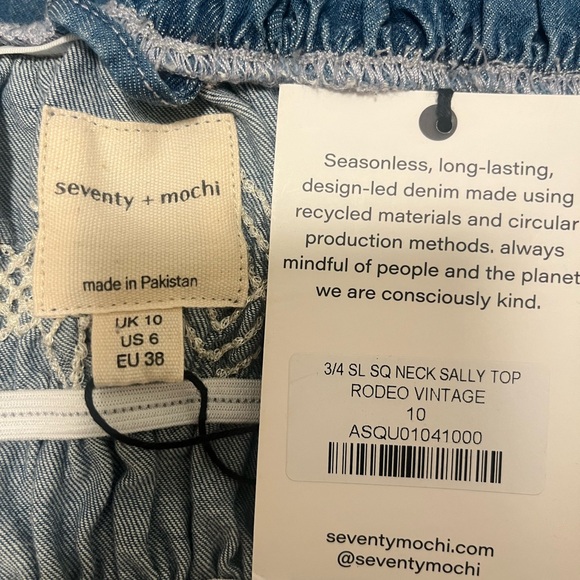 seventy + mochi
made in Pakistan
UK 10
US 6
EU 38
Seasonless, long-lasting,
design-led denim made using
recycled materials and circular
production methods. always
mindful of people and the planet
we are consciously kind.
3/4 SL SQ NECK SALLY TOP
RODEO VINTAGE
10
ASQU01041000
seventymochi.com
@seventymochi